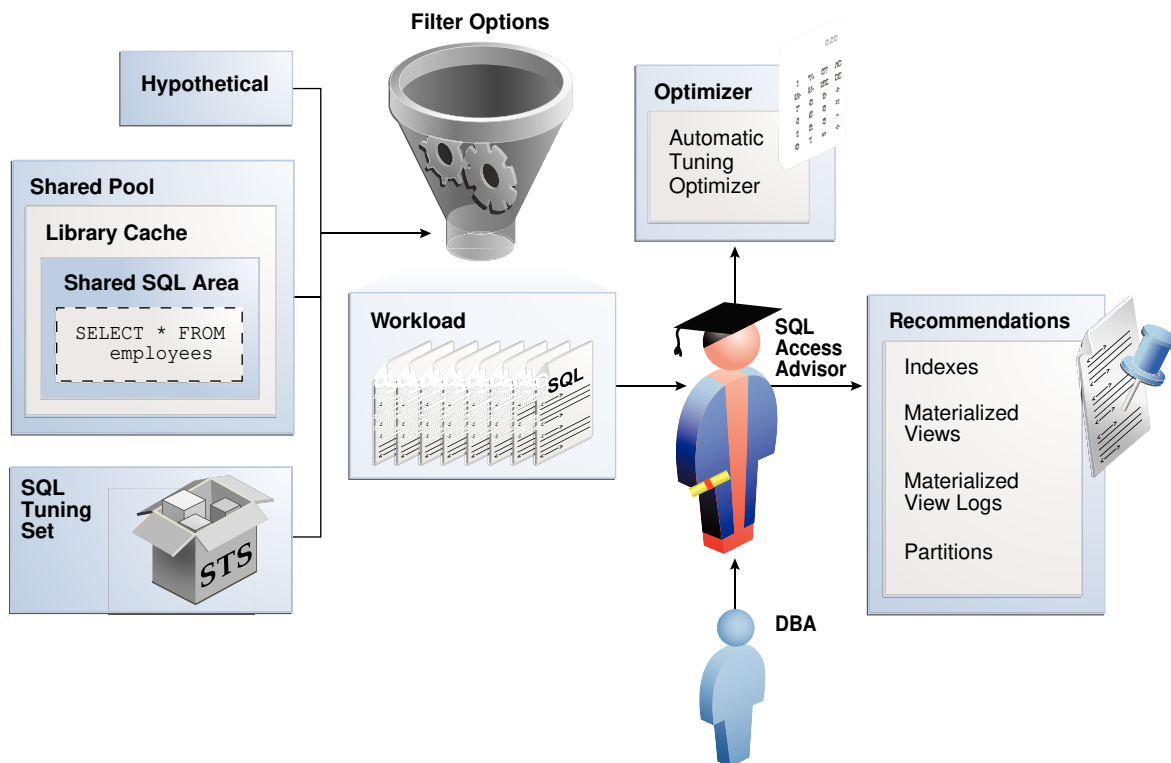 Filter Options
Hypothetical
Optimizer
Automatic
Tuning
Optimizer
Shared Pool
Library Cache
Shared SQL Area
SELECT * FROM
employees
Workload
SQL
SQL
Access
Advisor
Recommendations
Indexes
Materialized
Views
Materialized
View Logs
Partitions
SQL
Tuning
Set
STS
DBA